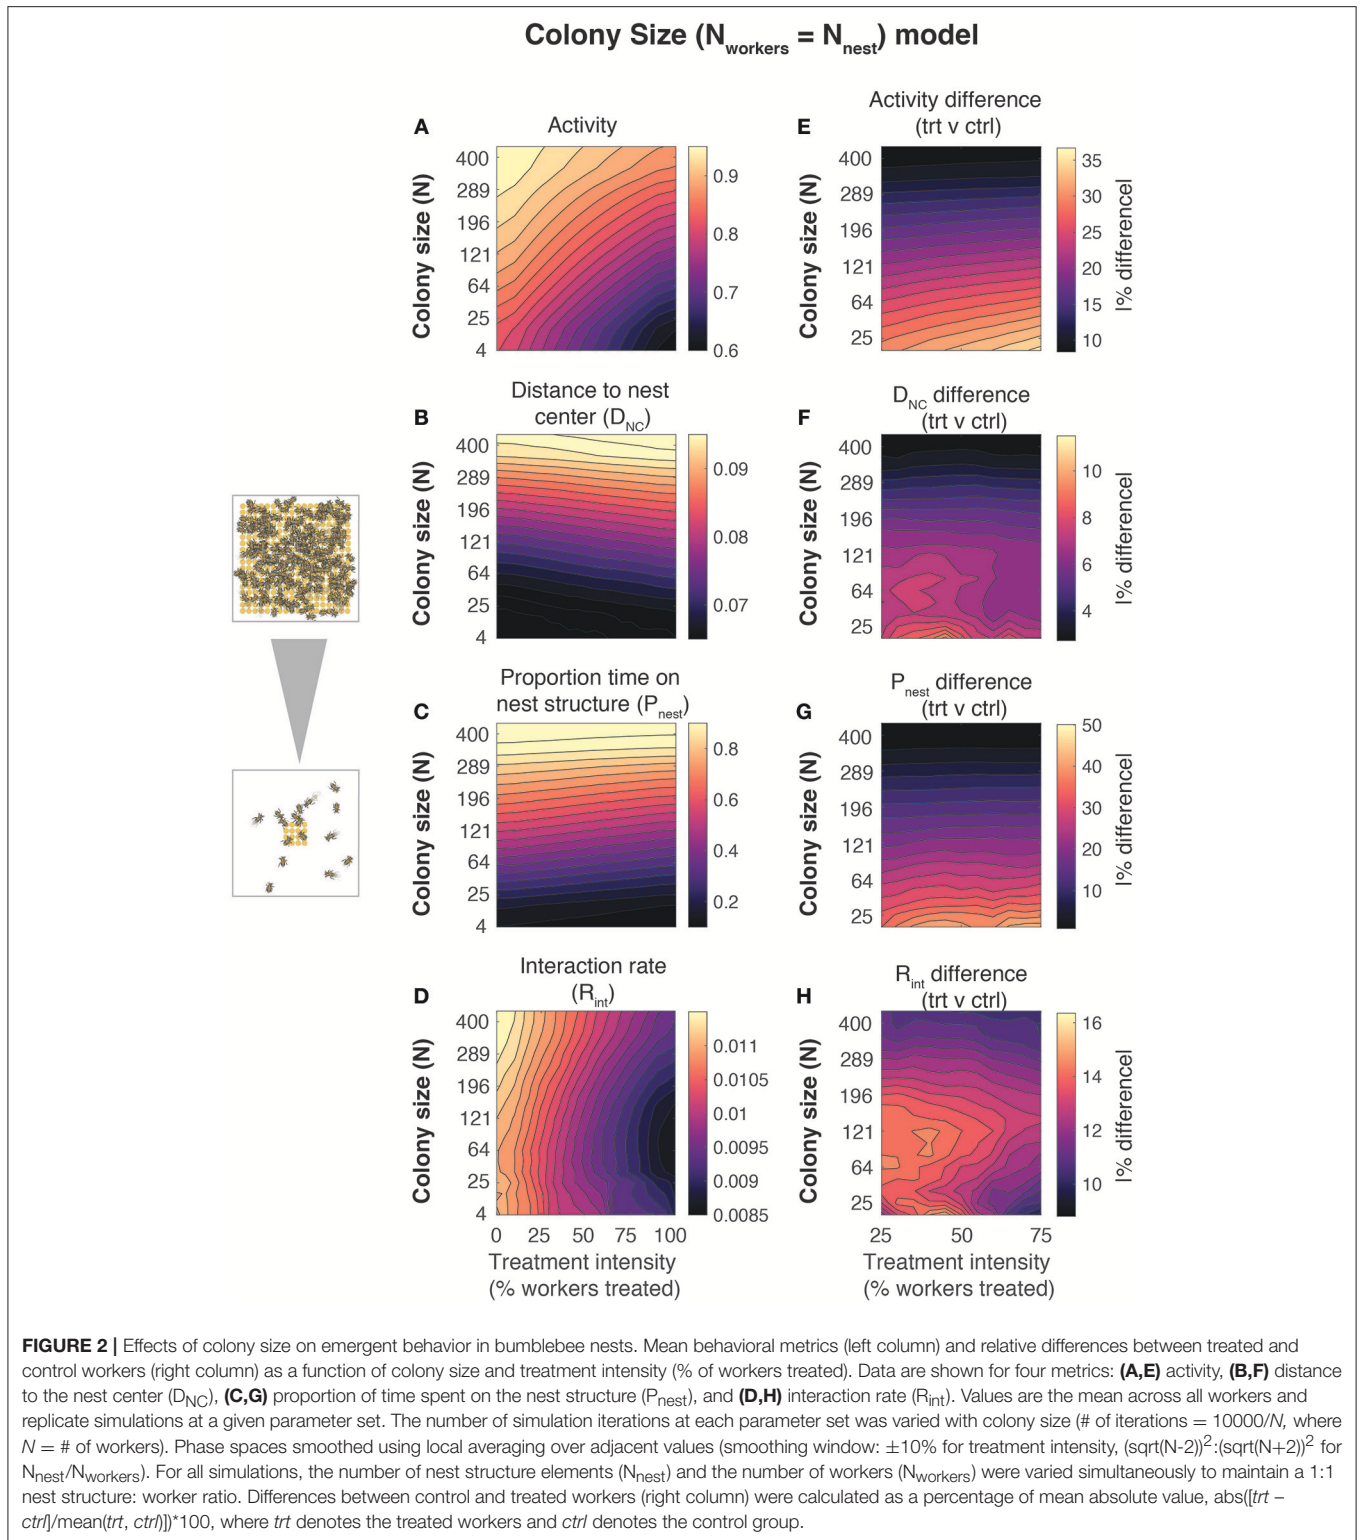 Colony Size (Nworkers = Nnest) model
A
Activity
Colony size (N)
400
289
196
121
64
25
4
0.9
0.8
0.7
0.6
E
Activity difference
(trt v ctrl)
Colony size (N)
400
289
196
121
64
25
35
30
25
20
15
10
|% difference|
B
Distance to nest
center (DNC)
Colony size (N)
400
289
196
121
64
25
4
0.09
0.08
0.07
F
DNC difference
(trt v ctrl)
Colony size (N)
400
289
196
121
64
25
10
8
6
4
|% difference|
C
Proportion time on
nest structure (Pnest)
Colony size (N)
400
289
196
121
64
25
4
0.8
0.6
0.4
0.2
G
Pnest difference
(trt v ctrl)
Colony size (N)
400
289
196
121
64
25
50
40
30
20
10
|% difference|
D
Interaction rate
(Rint)
Colony size (N)
400
289
196
121
64
25
4
0.011
0.0105
0.01
0.0095
0.009
0.0085
0 25 50 75 100
Treatment intensity
(% workers treated)
H
Rint difference
(trt v ctrl)
Colony size (N)
400
289
196
121
64
25
16
14
12
10
|% difference|
25 50 75
Treatment intensity
(% workers treated)
FIGURE 2 | Effects of colony size on emergent behavior in bumblebee nests. Mean behavioral metrics (left column) and relative differences between treated and
control workers (right column) as a function of colony size and treatment intensity (% of workers treated). Data are shown for four metrics: (A,E) activity, (B,F) distance
to the nest center (DNC), (C,G) proportion of time spent on the nest structure (Pnest), and (D,H) interaction rate (Rint). Values are the mean across all workers and
replicate simulations at a given parameter set. The number of simulation iterations at each parameter set was varied with colony size (# of iterations = 10000/N, where
N = # of workers). Phase spaces smoothed using local averaging over adjacent values (smoothing window: ±10% for treatment intensity, (sqrt(N-2))²:(sqrt(N+2))² for
Nnest/Nworkers). For all simulations, the number of nest structure elements (Nnest) and the number of workers (Nworkers) were varied simultaneously to maintain a 1:1
nest structure: worker ratio. Differences between control and treated workers (right column) were calculated as a percentage of mean absolute value, abs([trt –
ctrl]/mean(trt, ctrl)])*100, where trt denotes the treated workers and ctrl denotes the control group.